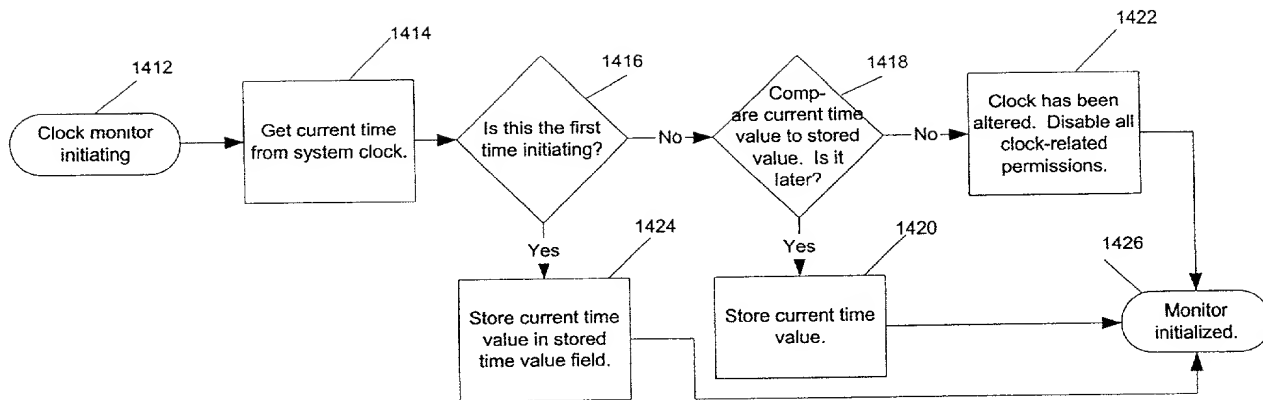 1412
Clock monitor
initiating
1414
Get current time
from system clock.
1416
Is this the first
time initiating?
No
1418
Comp-
are current time
value to stored
value. Is it
later?
No
1422
Clock has been
altered. Disable all
clock-related
permissions.
Yes
1424
Store current time
value in stored
time value field.
Yes
1420
Store current time
value.
1426
Monitor
initialized.